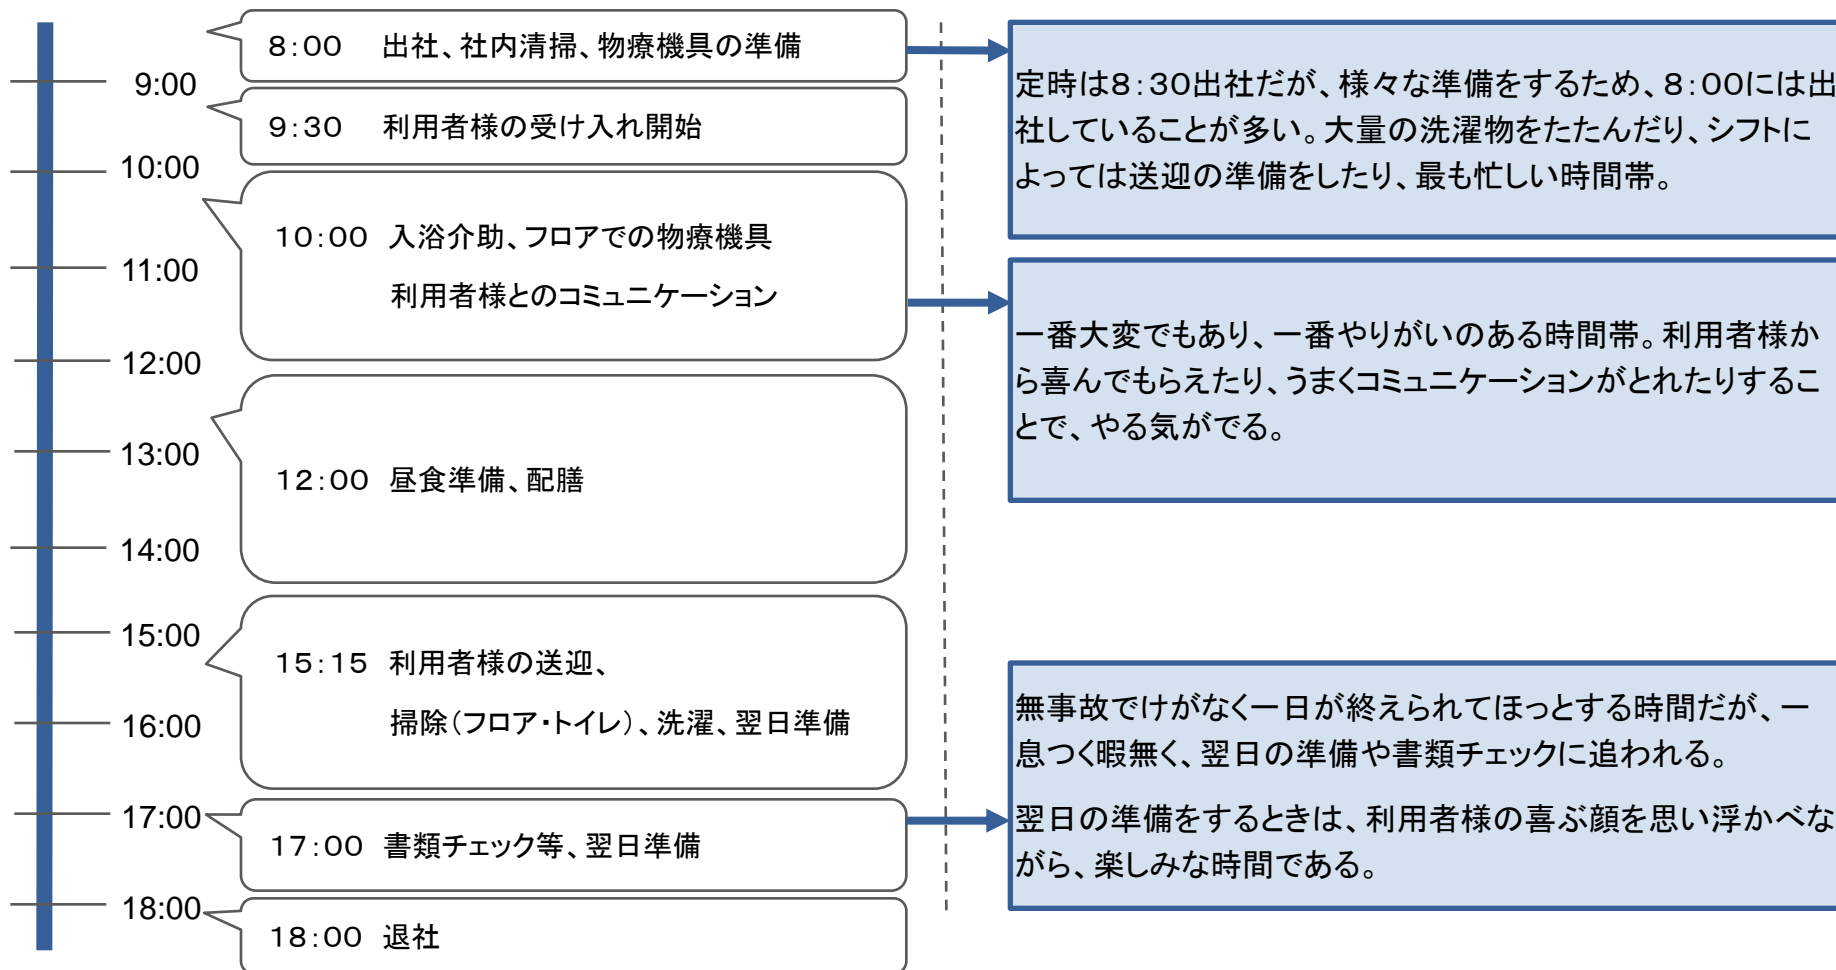 9:00
10:00
11:00
12:00
13:00
14:00
15:00
16:00
17:00
18:00
8:00 出社、社内清掃、物療機具の準備
9:30 利用者様の受け入れ開始
10:00 入浴介助、フロアでの物療機具
利用者様とのコミュニケーション
12:00 昼食準備、配膳
15:15 利用者様の送迎、
掃除(フロア・トイレ)、洗濯、翌日準備
17:00 書類チェック等、翌日準備
18:00 退社
定時は8:30出社だが、様々な準備をするため、8:00には出
社していることが多い。大量の洗濯物をたたんだり、シフトに
よっては送迎の準備をしたり、最も忙しい時間帯。
一番大変でもあり、一番やりがいのある時間帯。利用者様か
ら喜んでもらえたり、うまくコミュニケーションがとれたりするこ
とで、やる気がでる。
無事故でけがなく一日が終えられてほっとする時間だが、一
息つく暇無く、翌日の準備や書類チェックに追われる。
翌日の準備をするときは、利用者様の喜ぶ顔を思い浮かべな
がら、楽しみな時間である。